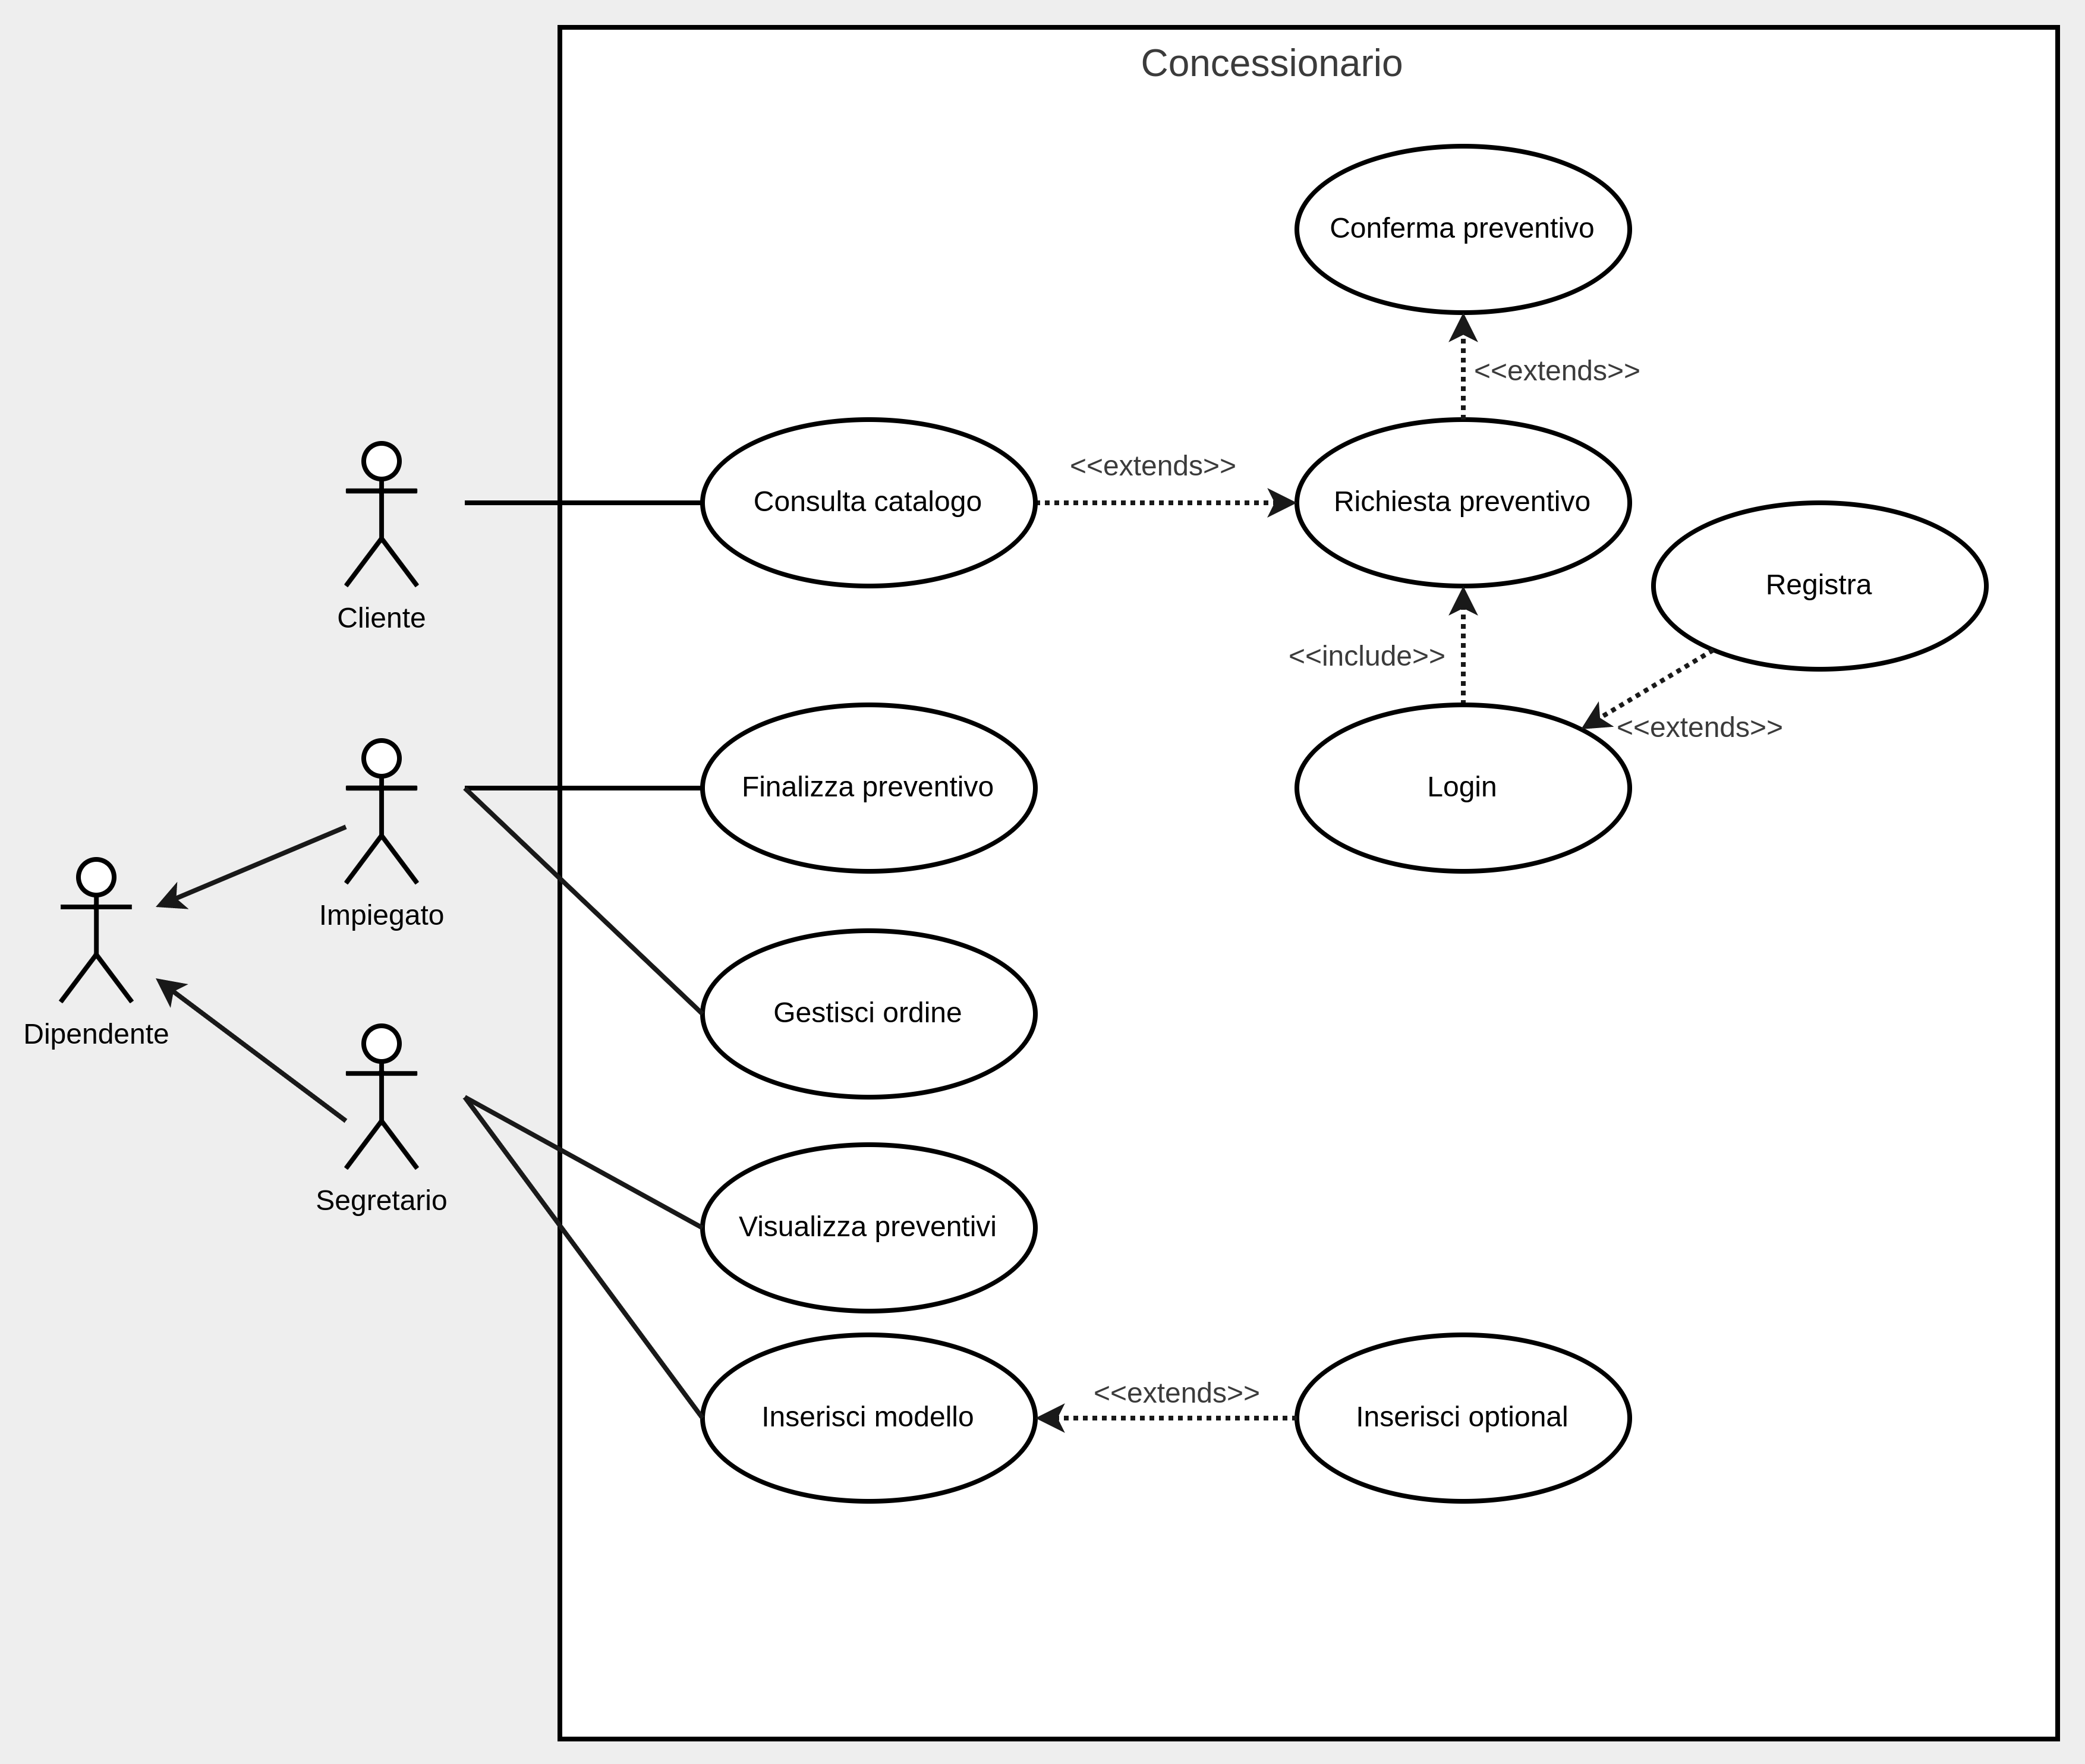 Concessionario
Conferma preventivo
<<extends>>
Consulta catalogo
<<extends>>
Richiesta preventivo
Registra
Cliente
<<include>>
<<extends>>
Finalizza preventivo
Login
Impiegato
Dipendente
Gestisci ordine
Segretario
Visualizza preventivi
Inserisci modello
<<extends>>
Inserisci optional